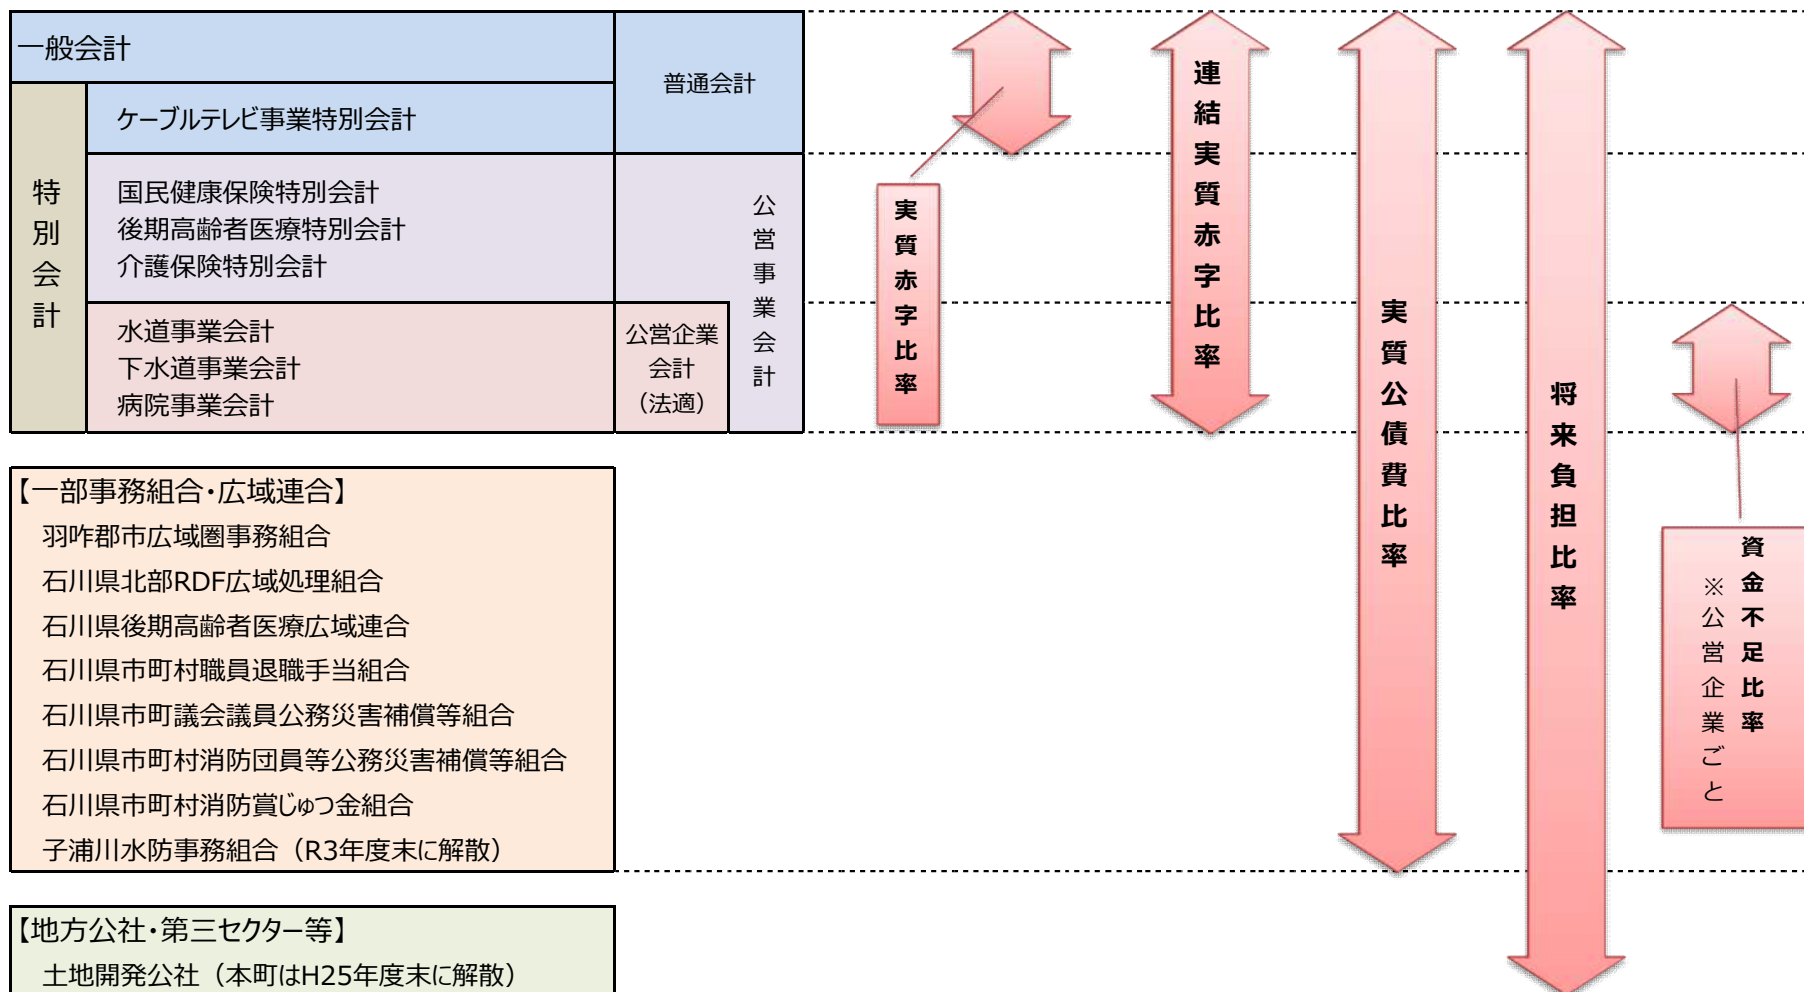 一般会計
普通会計
特別会計
ケーブルテレビ事業特別会計
国民健康保険特別会計
後期高齢者医療特別会計
介護保険特別会計
公営事業会計
水道事業会計
下水道事業会計
病院事業会計
公営企業
会計
（法適）
実質赤字比率
連結実質赤字比率
実質公債費比率
将来負担比率
資金不足比率
※公営企業ごと
【一部事務組合・広域連合】
羽咋郡市広域圏事務組合
石川県北部RDF広域処理組合
石川県後期高齢者医療広域連合
石川県市町村職員退職手当組合
石川県市町議会議員公務災害補償等組合
石川県市町村消防団員等公務災害補償等組合
石川県市町村消防賞じゅつ金組合
子浦川水防事務組合（R3年度末に解散）
【地方公社・第三セクター等】
土地開発公社（本町はH25年度末に解散）